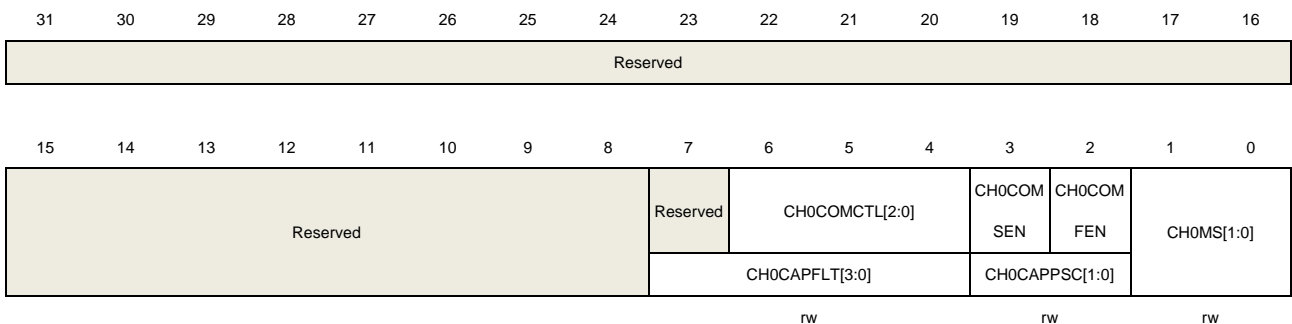 31 30 29 28 27 26 25 24 23 22 21 20 19 18 17 16
Reserved
15 14 13 12 11 10 9 8 7 6 5 4 3 2 1 0
Reserved
Reserved
CH0COMCTL[2:0]
CH0COM
SEN
CH0COM
FEN
CH0MS[1:0]
CH0CAPFLT[3:0]
CH0CAPPSC[1:0]
rw rw rw